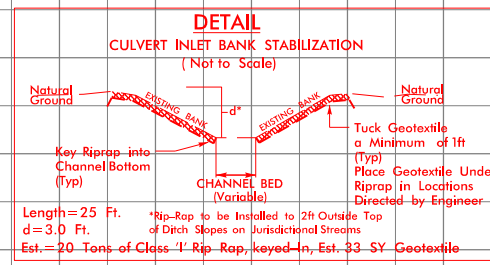 DETAIL
CULVERT INLET BANK STABILIZATION
( Not to Scale)
Natural
Ground
EXISTING BANK
d*
EXISTING BANK
Natural
Ground
Key Riprap into
Channel Bottom
(Typ)
Tuck Geotextile
a Minimum of 1ft
(Typ)
Place Geotextile Under
Riprap in Locations
Directed by Engineer
CHANNEL BED
(Variable)
Length=25 Ft.
d=3.0 Ft.
*Rip-Rap to be Installed to 2ft Outside Top
of Ditch Slopes on Jurisdictional Streams
Est.=20 Tons of Class 'I' Rip Rap, keyed-In, Est. 33 SY Geotextile